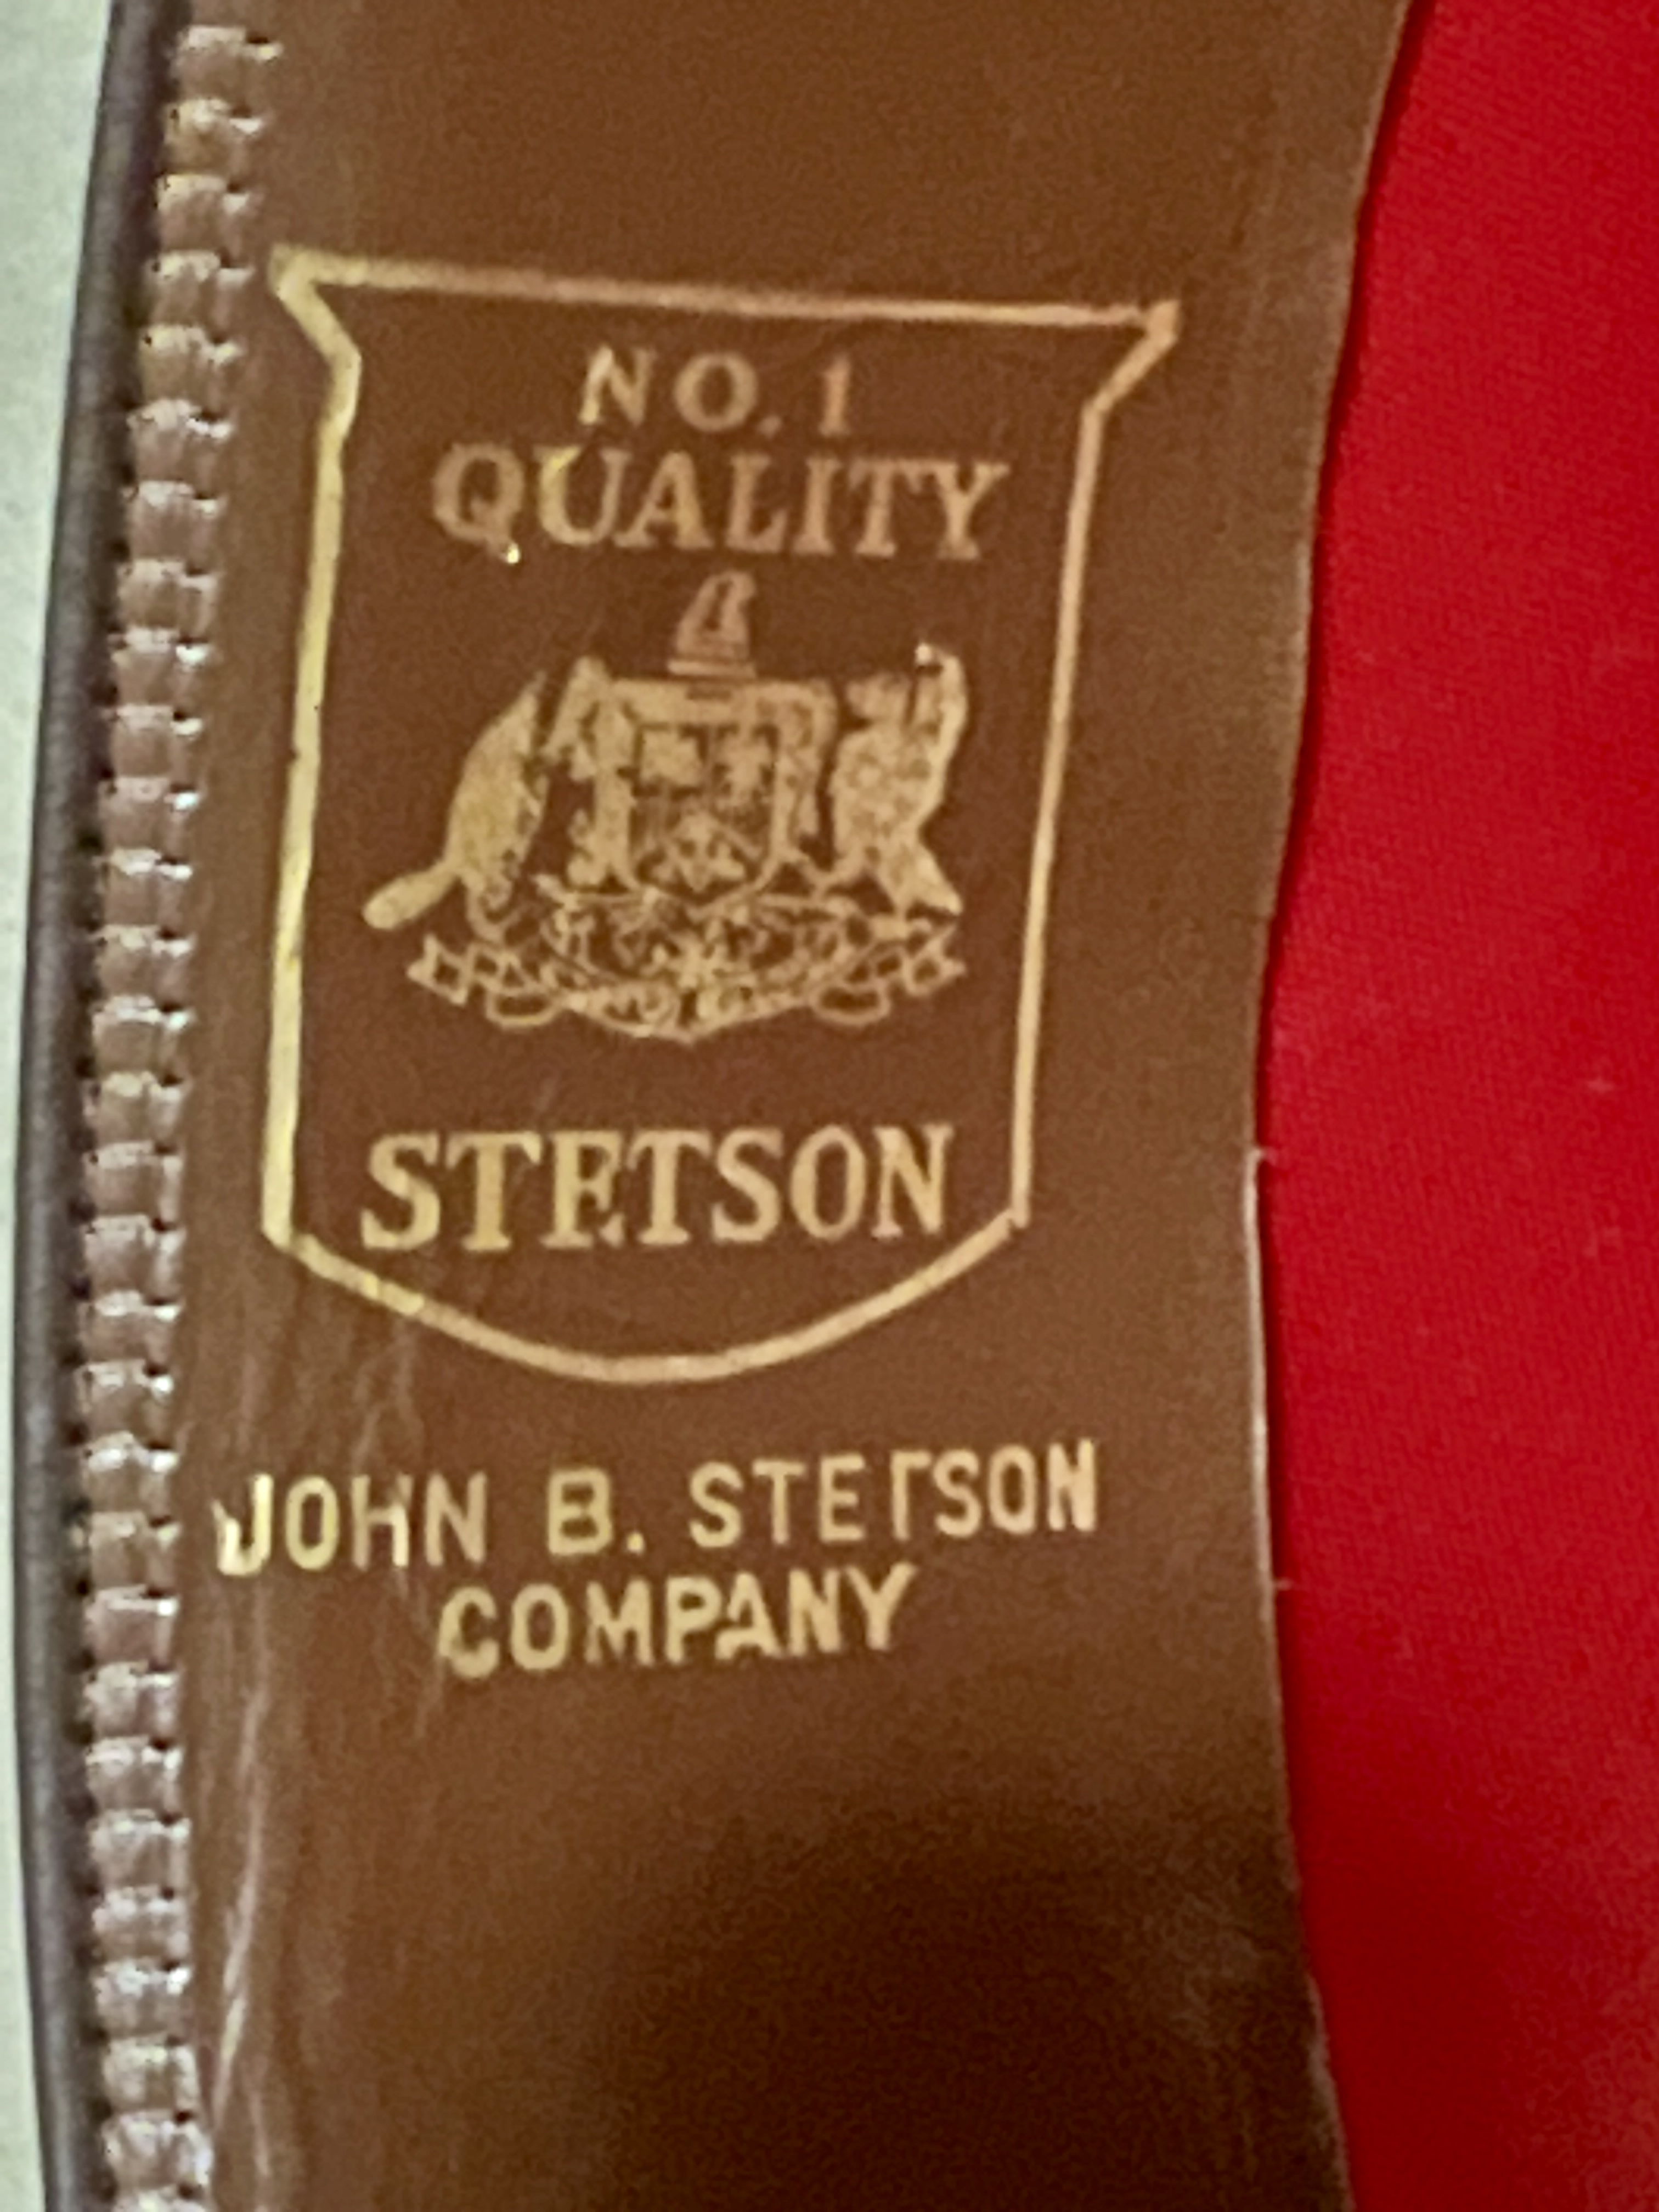 NO. 1
QUALITY
STETSON
JOHN B. STETSON
COMPANY